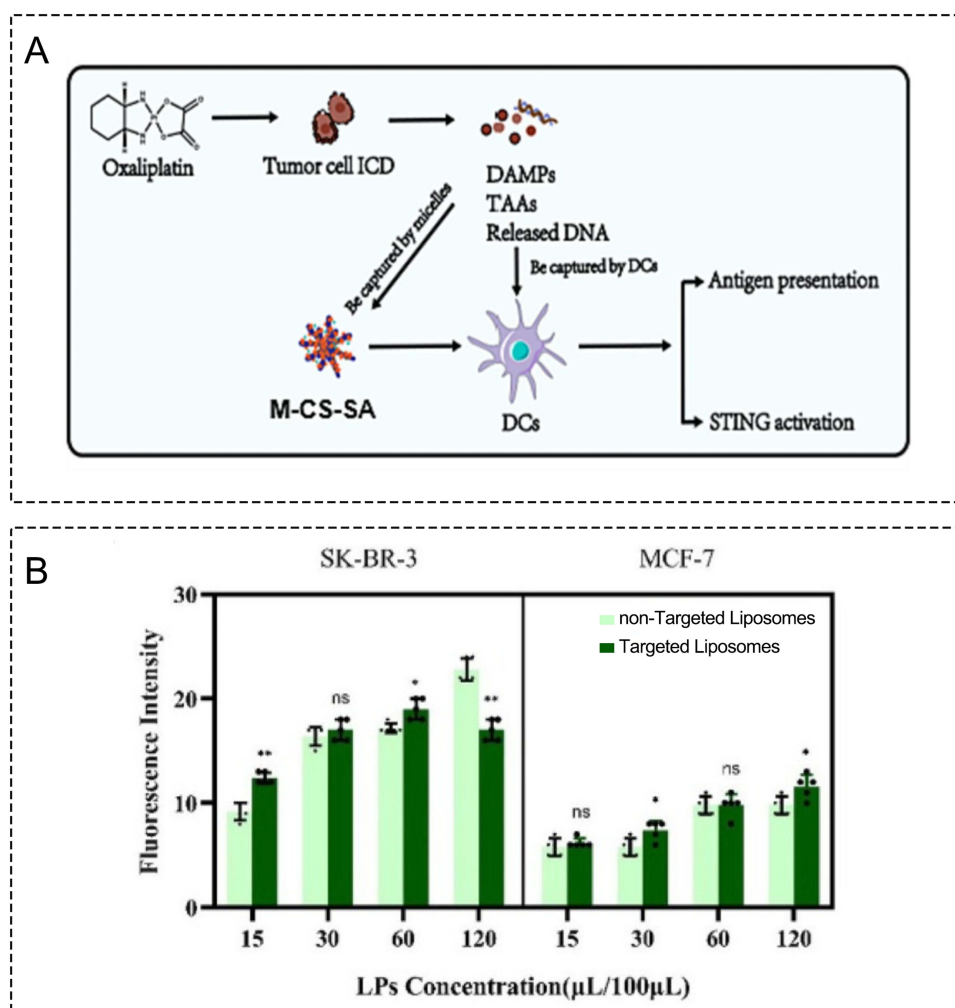 A
Oxaliplatin
Tumor cell ICD
DAMPs
TAAs
Released DNA
Be captured by micelles
Be captured by DCs
Antigen presentation
M-CS-SA
DCs
STING activation
B
SK-BR-3
MCF-7
non-Targeted Liposomes
Targeted Liposomes
Fluorescence Intensity
30
20
10
0
**
ns
*
**
ns
*
ns
*
15
30
60
120
15
30
60
120
LPs Concentration(μL/100μL)